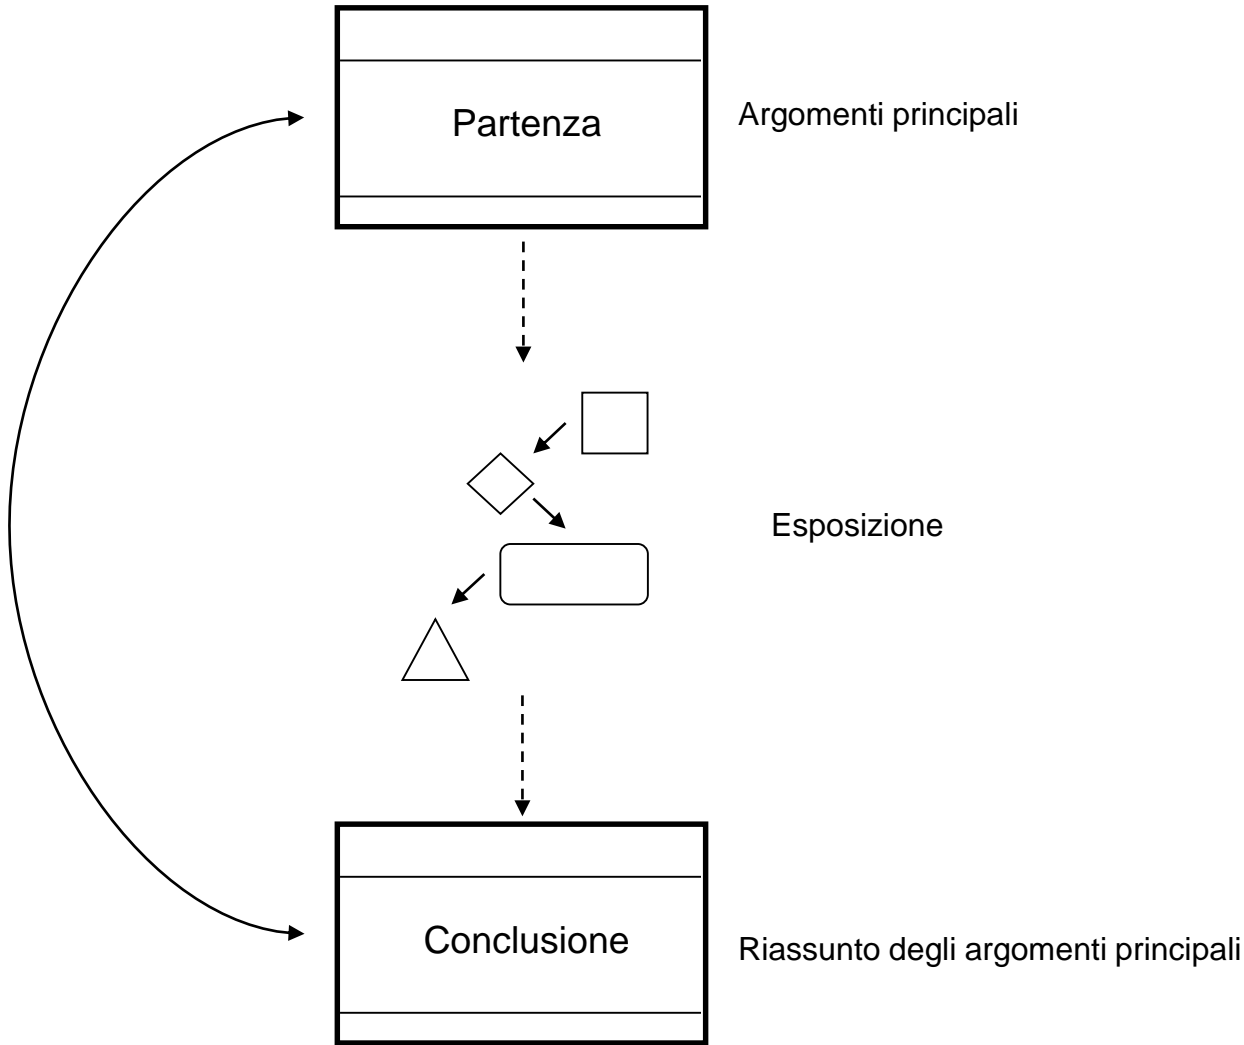 Partenza
Argomenti principali
Esposizione
Conclusione
Riassunto degli argomenti principali